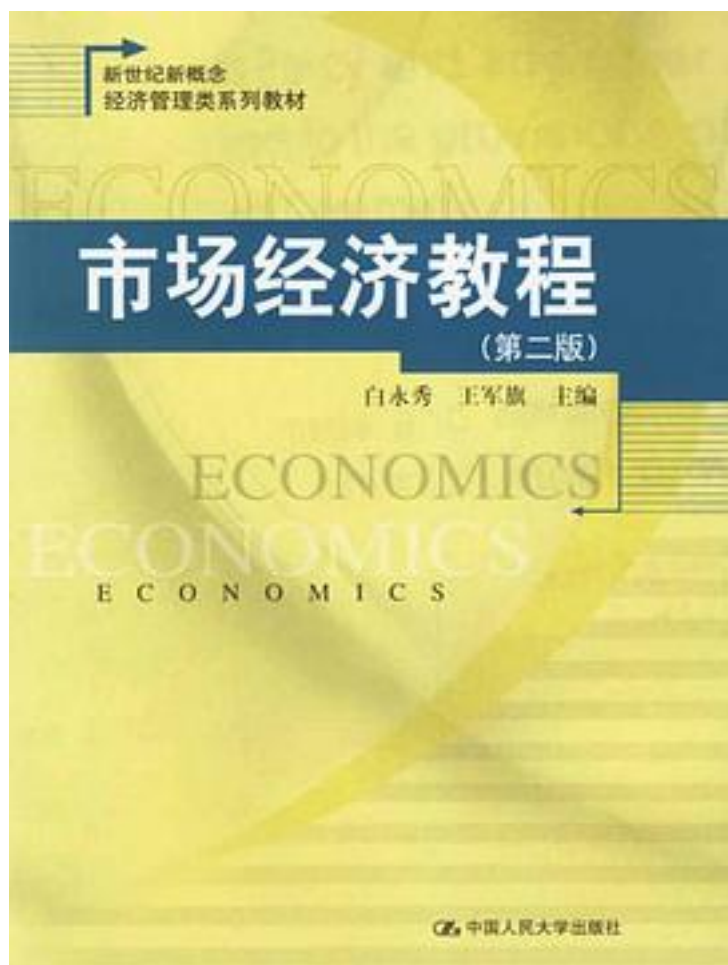 新世纪新概念
经济管理类系列教材
ECONOMICS
市场经济教程
(第二版)
白永秀 王军旗 主编
ECONOMICS
ECONOMICS
ECONOMICS
中国人民大学出版社